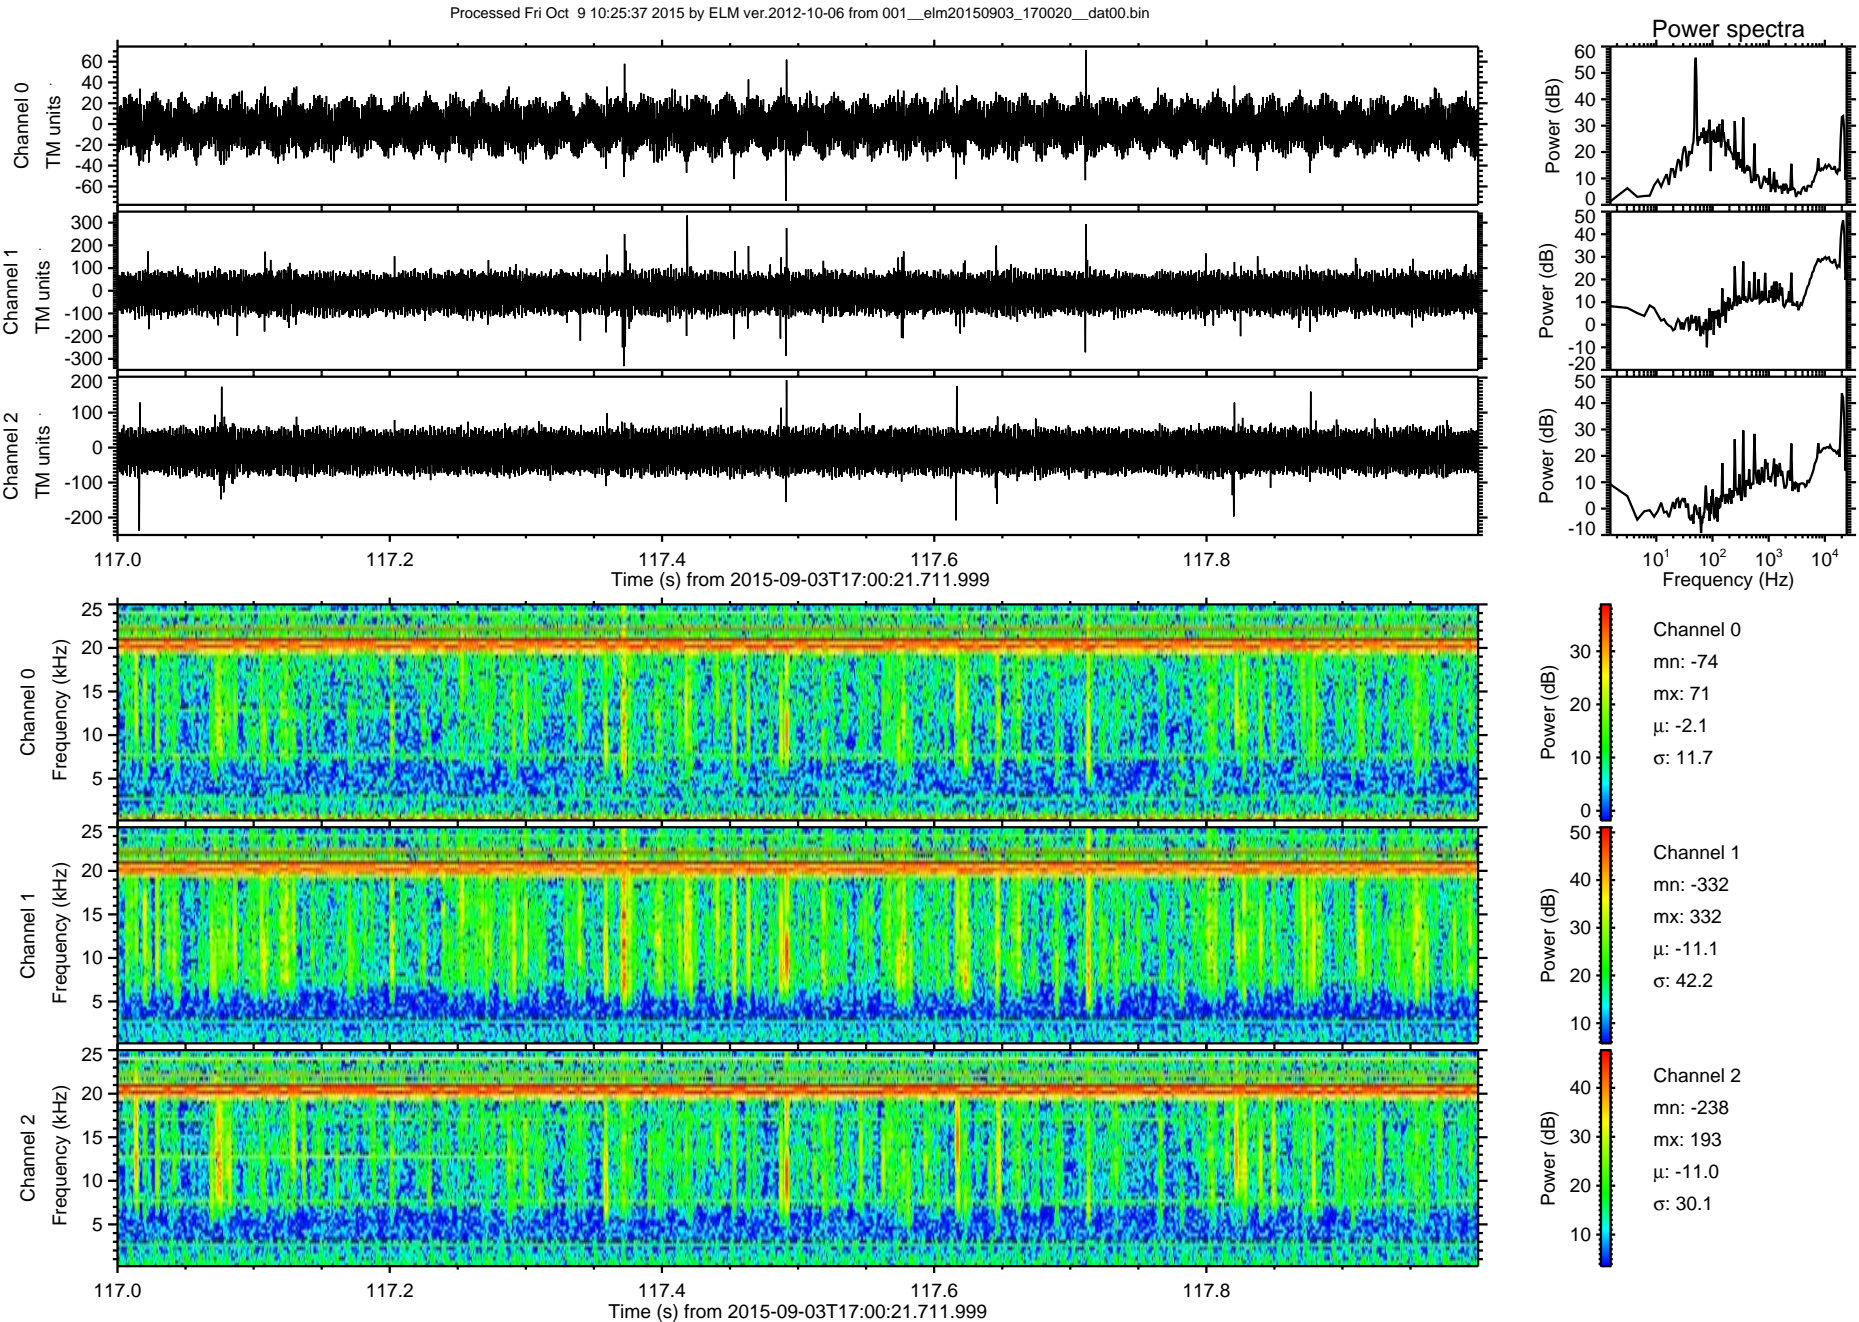 Processed Fri Oct  9 10:25:37 2015 by ELM ver.2012-10-06 from 001__elm20150903_170020__dat00.bin
Power spectra
Channel 0
TM units
60
40
20
0
-20
-40
-60
Power (dB)
60
50
40
30
20
10
0
Channel 1
TM units
300
200
100
0
-100
-200
-300
Power (dB)
50
40
30
20
10
0
-10
-20
Channel 2
TM units
200
100
0
-100
-200
Power (dB)
50
40
30
20
10
0
-10
117.0 117.2 117.4 117.6 117.8
Time (s) from 2015-09-03T17:00:21.711.999
10¹ 10² 10³ 10⁴
Frequency (Hz)
Channel 0
Frequency (kHz)
25
20
15
10
5
Power (dB)
30
20
10
0
Channel 0
mn: -74
mx: 71
μ: -2.1
σ: 11.7
Channel 1
Frequency (kHz)
25
20
15
10
5
Power (dB)
50
40
30
20
10
Channel 1
mn: -332
mx: 332
μ: -11.1
σ: 42.2
Channel 2
Frequency (kHz)
25
20
15
10
5
Power (dB)
40
30
20
10
Channel 2
mn: -238
mx: 193
μ: -11.0
σ: 30.1
117.0 117.2 117.4 117.6 117.8
Time (s) from 2015-09-03T17:00:21.711.999